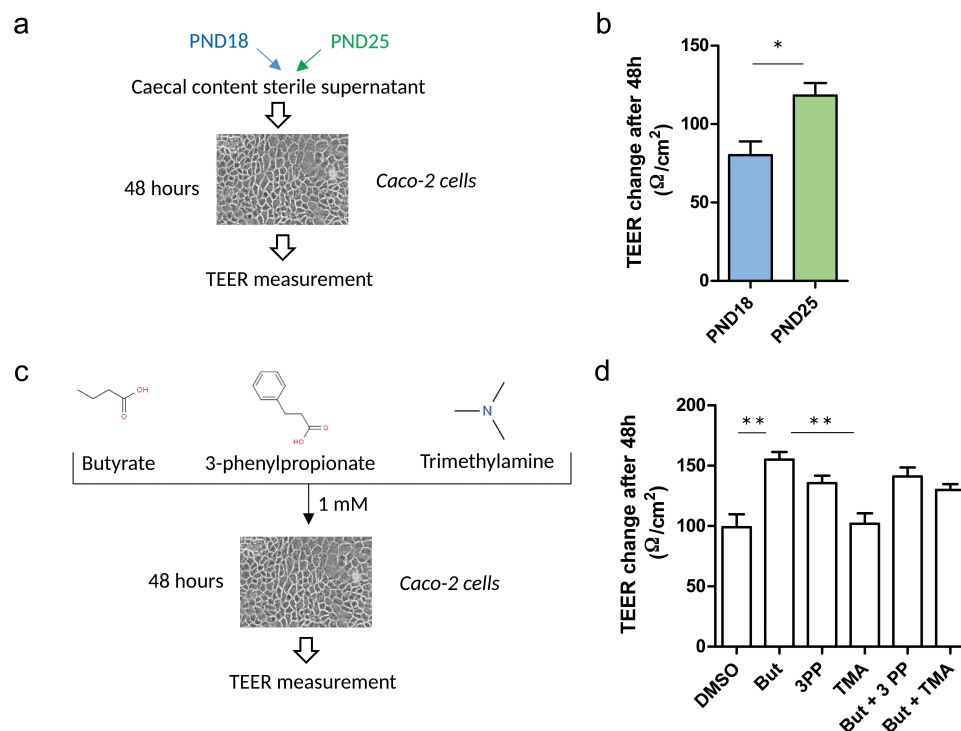 a
PND18 PND25
Caecal content sterile supernatant
48 hours
Caco-2 cells
TEER measurement
b
TEER change after 48h
(Ω/cm²)
150
100
50
0
*
PND18
PND25
c
OH
O
HO
O
N
Butyrate
3-phenylpropionate
Trimethylamine
1 mM
48 hours
Caco-2 cells
TEER measurement
d
TEER change after 48h
(Ω/cm²)
200
150
100
50
0
**
**
DMSO
But
3PP
TMA
But + 3 PP
But + TMA